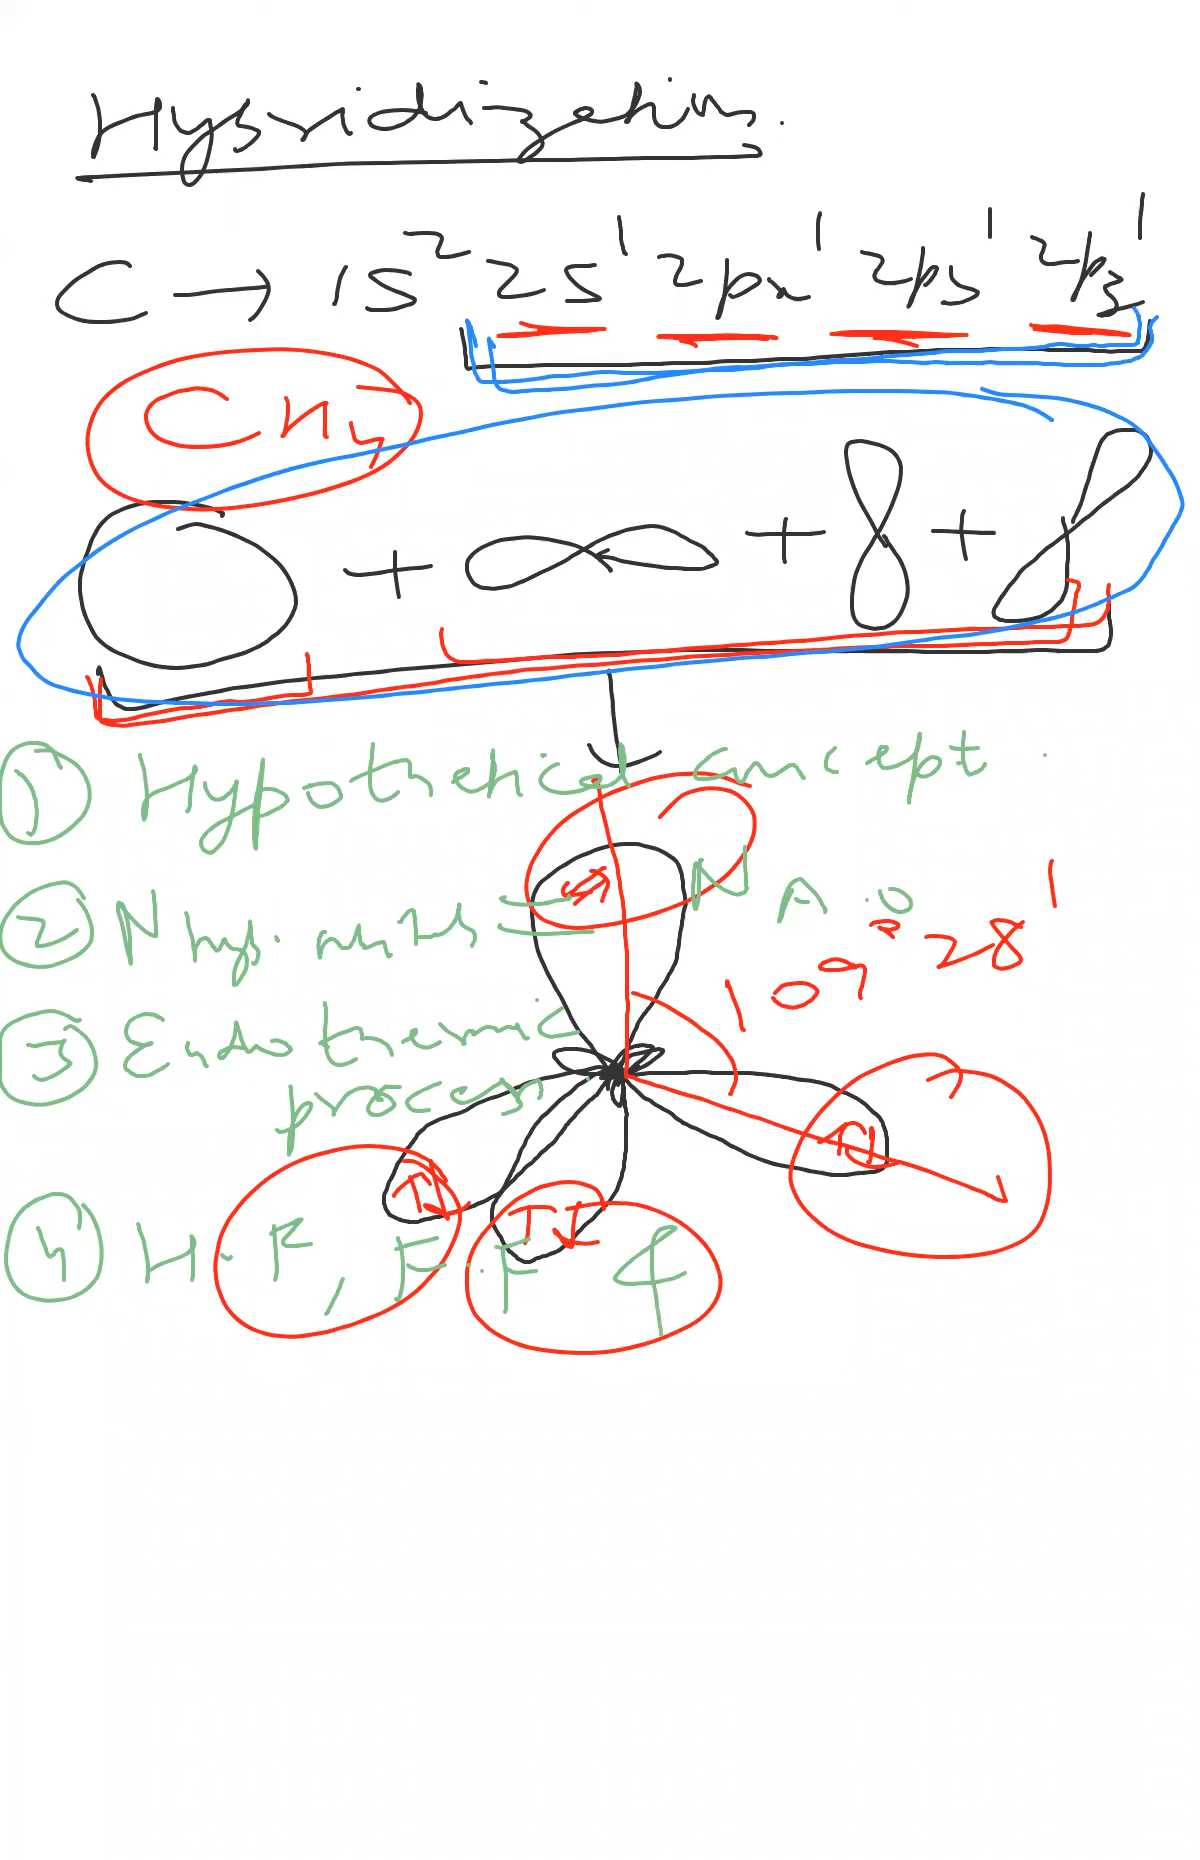 Hybridization.
C → 1s² 2s¹ 2px¹ 2py¹ 2pz¹
CH4
+ + +
① Hypothetical concept.
② N hyb. orbitals = N A.O
109° 28'
③ Endothermic
process
④ H.F, F.F